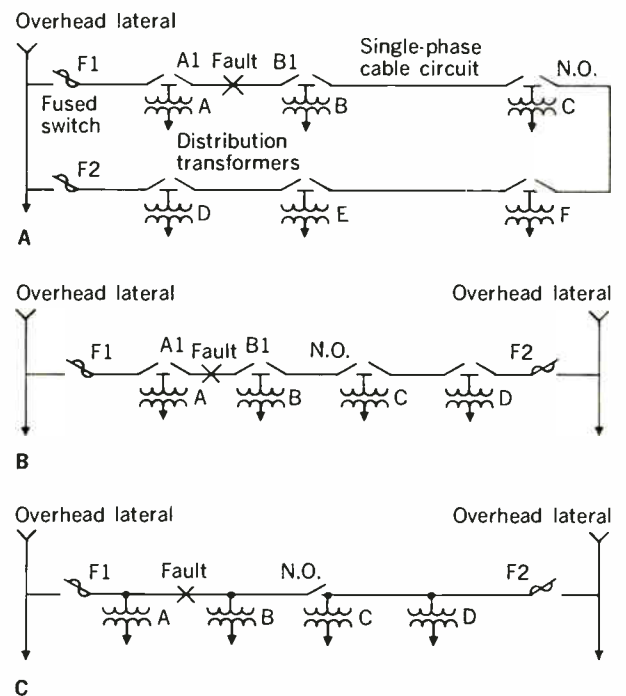 Overhead lateral
F1
A1 Fault B1
Single-phase
cable circuit
N.O.
Fused
switch
A
B
C
Distribution
transformers
F2
D
E
F
A
Overhead lateral
Overhead lateral
F1
A1 Fault B1
N.O.
F2
A
B
C
D
B
Overhead lateral
Overhead lateral
F1
Fault
N.O.
F2
A
B
C
D
C